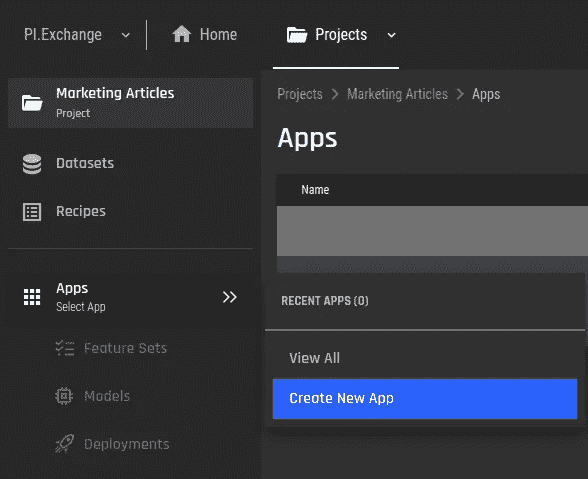 PI.Exchange
Home
Projects
Marketing Articles
Project
Datasets
Recipes
Apps
Select App
Feature Sets
Models
Deployments
Projects > Marketing Articles > Apps
Apps
Name
RECENT APPS (0)
View All
Create New App